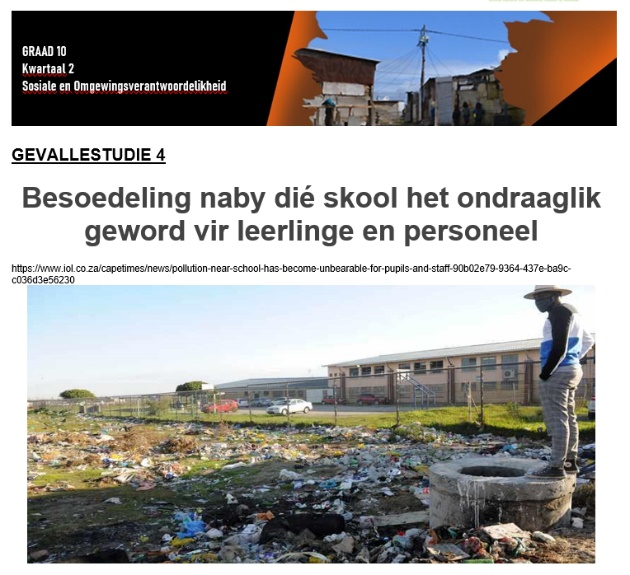 GRAAD 10
Kwartaal 2
Sosiale en Omgewingsverantwoordelikheid
GEVALLESTUDIE 4
Besoedeling naby dié skool het ondraaglik
geword vir leerlinge en personeel
https://www.iol.co.za/capetimes/news/pollution-near-school-has-become-unbearable-for-pupils-and-staff-90b02e79-9364-437e-ba9c-
c036d3e56230